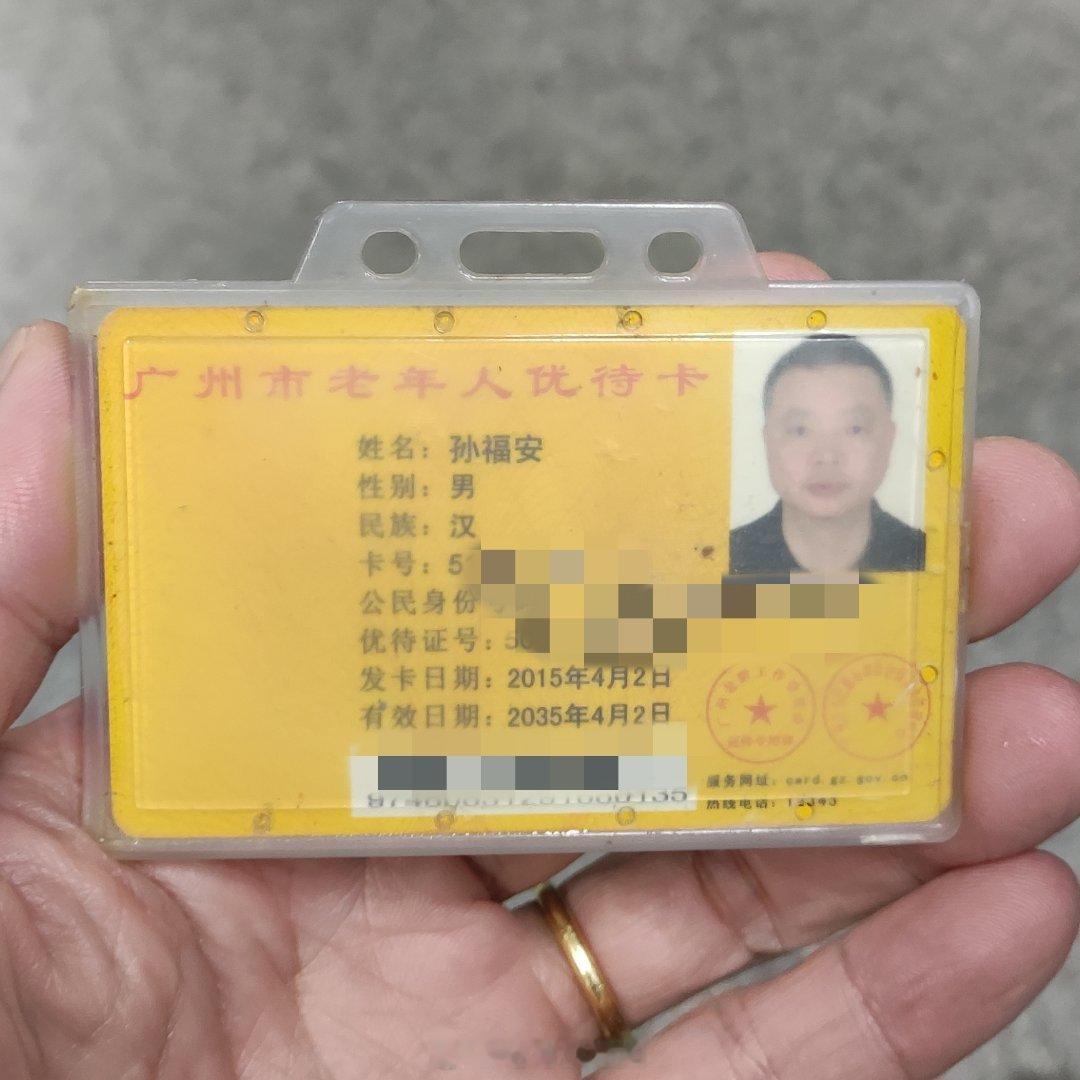 广州市老年人优待卡
姓名：孙福安
性别：男
民族：汉
卡号：5
公民身份
优待证号：50
发卡日期：2015年4月2日
有效日期：2035年4月2日
服务网址：card.gz.gov.cn
热线电话：12343